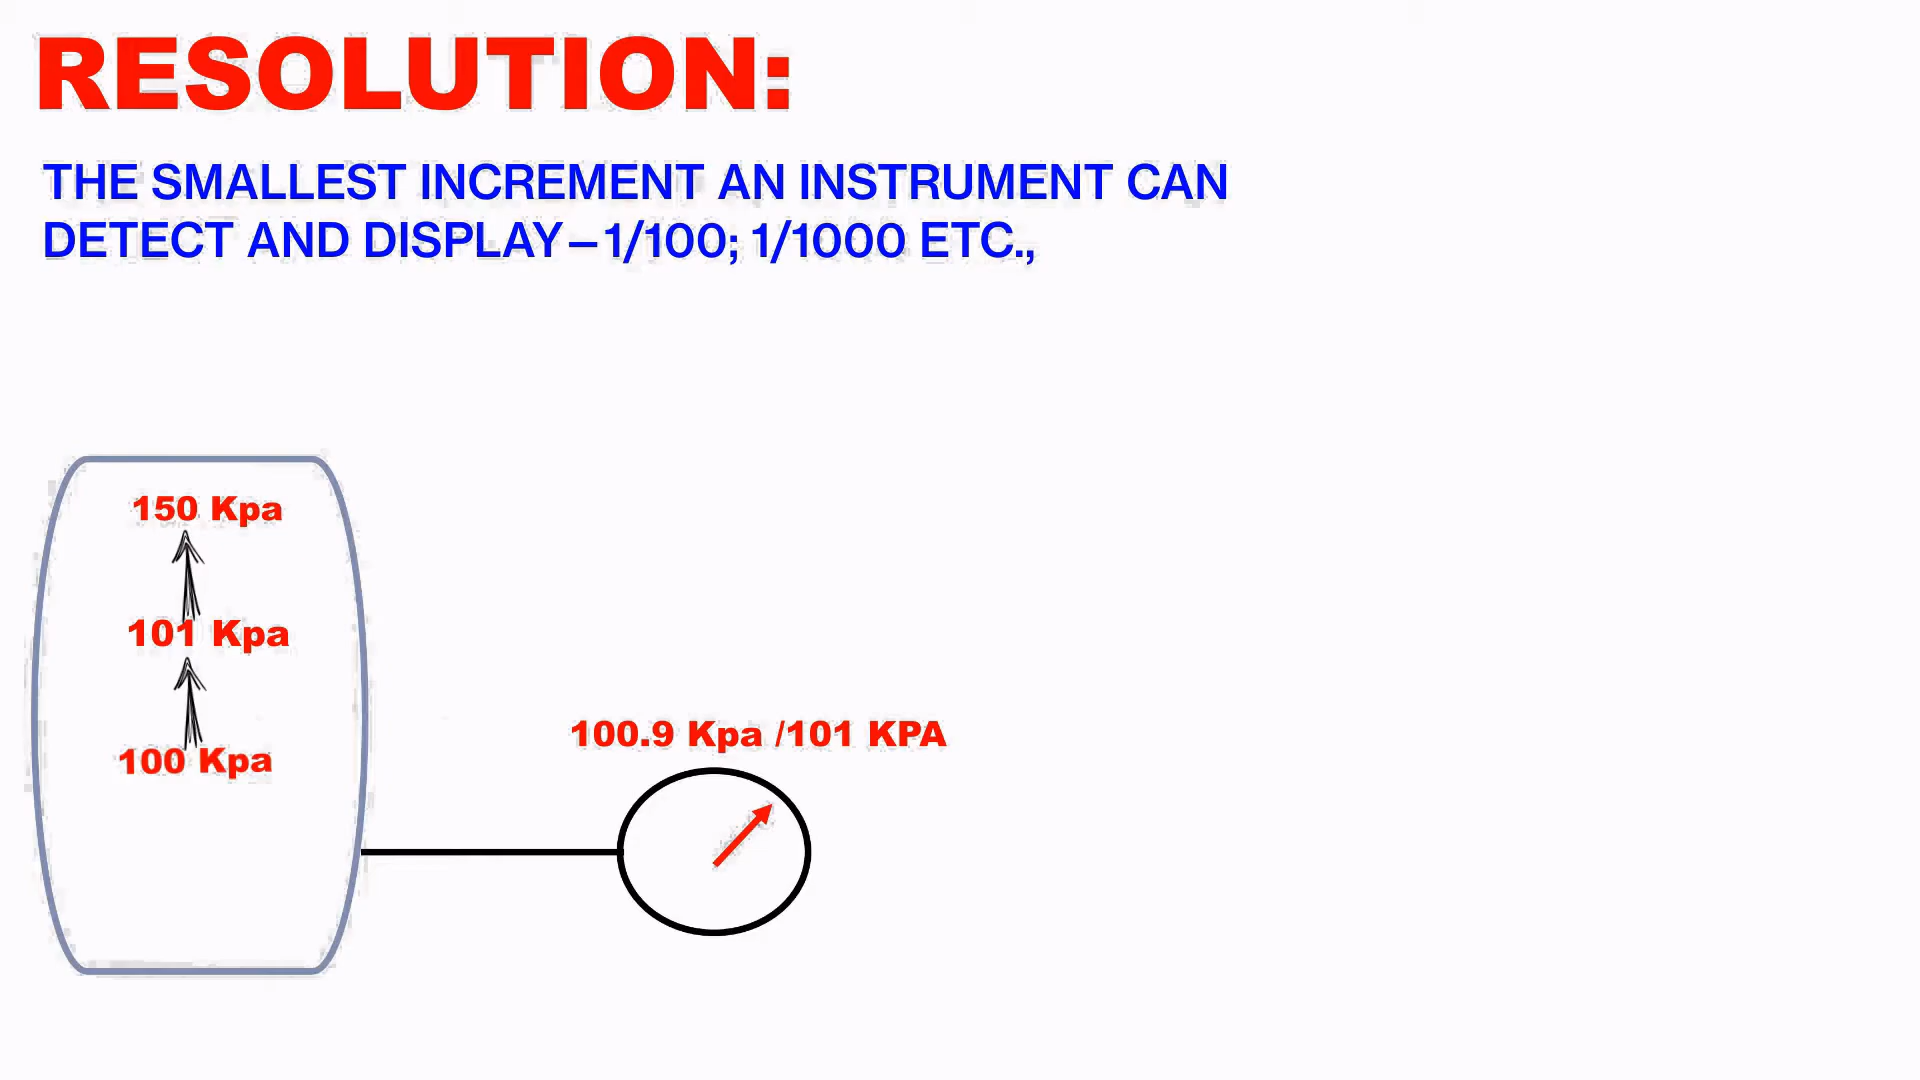 RESOLUTION:
THE SMALLEST INCREMENT AN INSTRUMENT CAN
DETECT AND DISPLAY–1/100; 1/1000 ETC.,
150 Kpa
101 Kpa
100 Kpa
100.9 Kpa /101 KPA